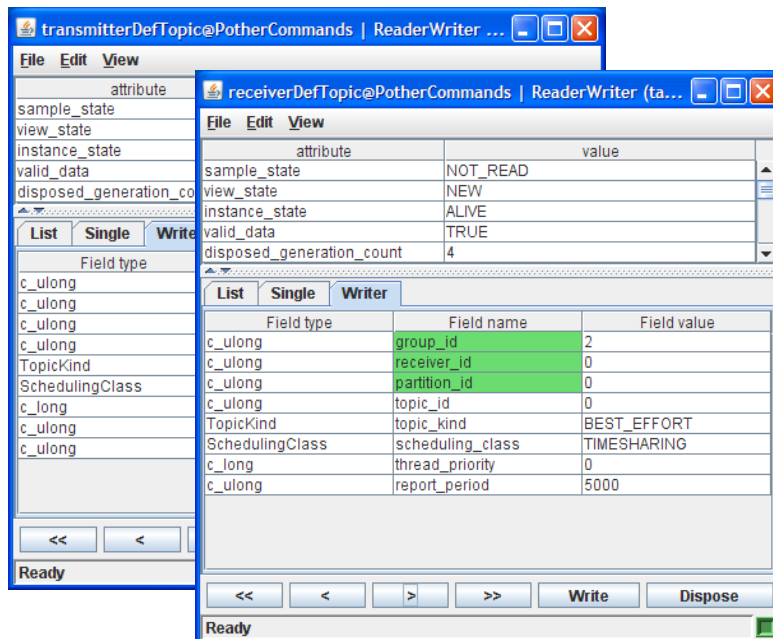 transmitterDefTopic@PotherCommands | ReaderWriter ...
File Edit View
attribute
sample_state
view_state
instance_state
valid_data
disposed_generation_co
List Single Write
Field type
c_ulong
c_ulong
c_ulong
c_ulong
TopicKind
SchedulingClass
c_long
c_ulong
c_ulong
<< <
Ready
receiverDefTopic@PotherCommands | ReaderWriter (ta...
File Edit View
attribute value
sample_state NOT_READ
view_state NEW
instance_state ALIVE
valid_data TRUE
disposed_generation_count 4
List Single Writer
Field type Field name Field value
c_ulong group_id 2
c_ulong receiver_id 0
c_ulong partition_id 0
c_ulong topic_id 0
TopicKind topic_kind BEST_EFFORT
SchedulingClass scheduling_class TIMESHARING
c_long thread_priority 0
c_ulong report_period 5000
<< < > >> Write Dispose
Ready